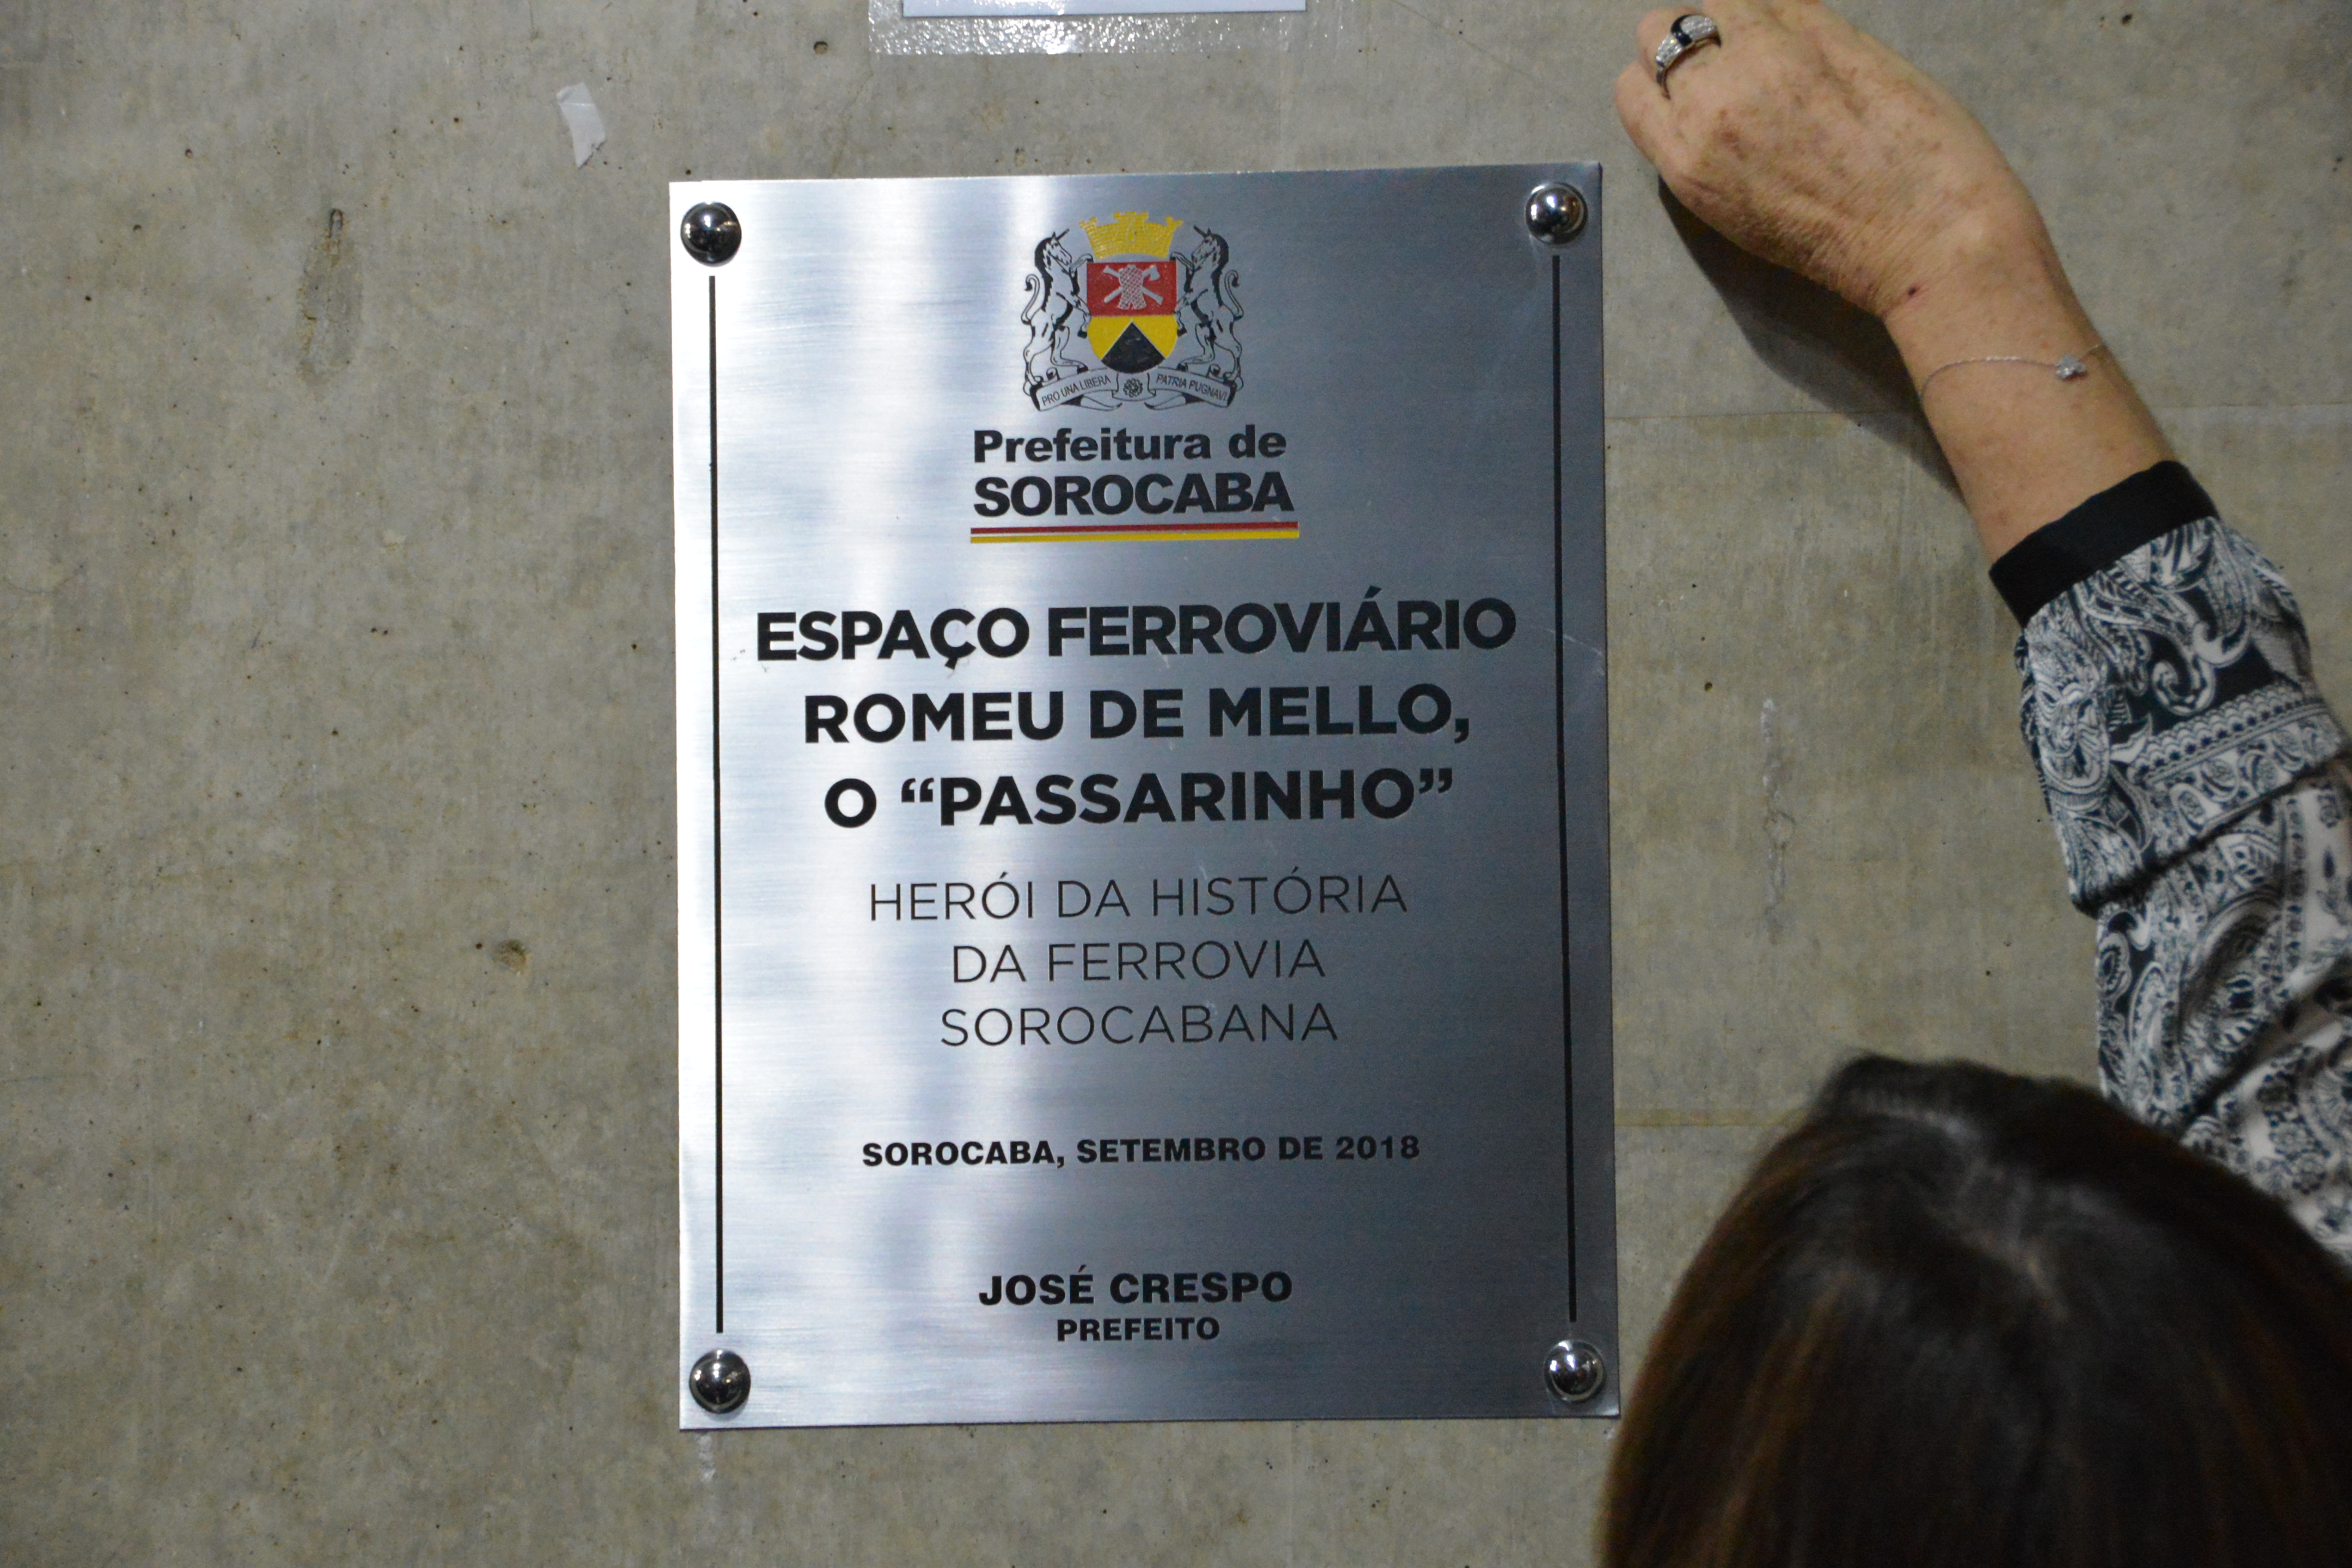 PRO UNA LIBERA PATRIA PUGNAVI
Prefeitura de
SOROCABA
ESPAÇO FERROVIÁRIO
ROMEU DE MELLO,
O “PASSARINHO”
HERÓI DA HISTÓRIA
DA FERROVIA
SOROCABANA
SOROCABA, SETEMBRO DE 2018
JOSÉ CRESPO
PREFEITO